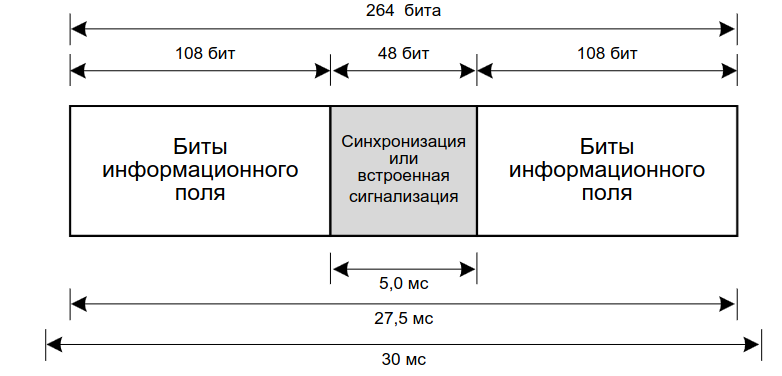 264 бита
108 бит
48 бит
108 бит
Биты
информационного
поля
Синхронизация
или
встроенная
сигнализация
Биты
информационного
поля
5,0 мс
27,5 мс
30 мс